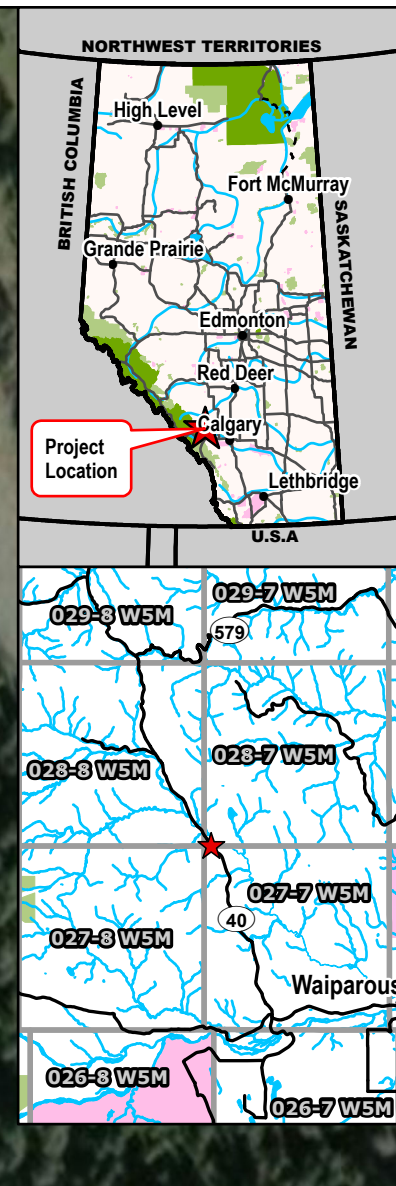 NORTHWEST TERRITORIES
BRITISH COLUMBIA
High Level
Fort McMurray
SASKATCHEWAN
Grande Prairie
Edmonton
Red Deer
Calgary
Project
Location
Lethbridge
U.S.A
029-7 W5M
029-8 W5M
579
028-7 W5M
028-8 W5M
027-7 W5M
40
027-8 W5M
Waiparous
026-8 W5M
026-7 W5M